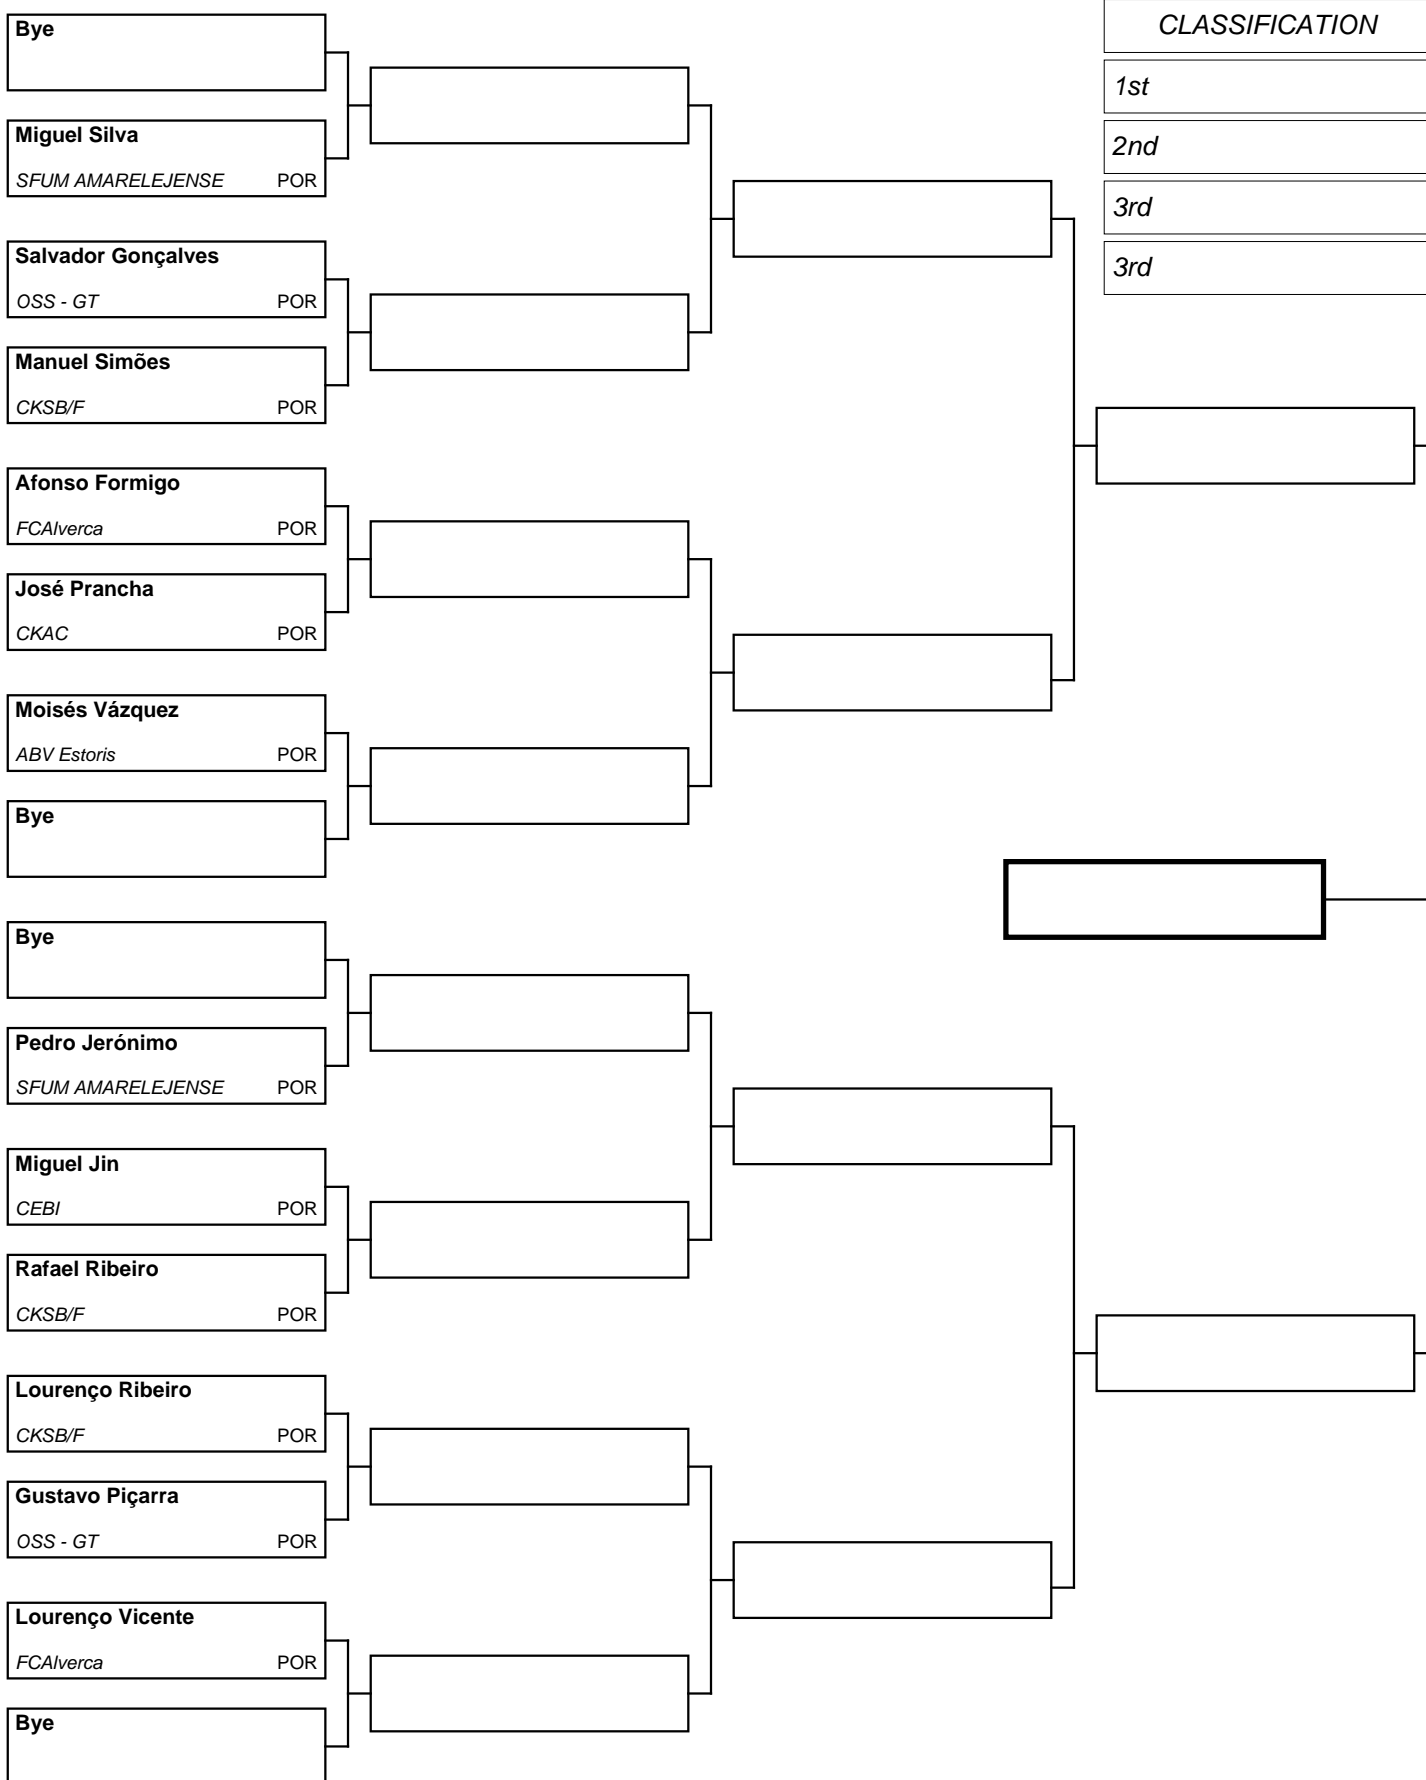 Bye
CLASSIFICATION
1st
Miguel Silva
SFUM AMARELEJENSE POR
2nd
3rd
Salvador Gonçalves
OSS - GT POR
3rd
Manuel Simões
CKSB/F POR
Afonso Formigo
FCAlverca POR
José Prancha
CKAC POR
Moisés Vázquez
ABV Estoris POR
Bye
Bye
Pedro Jerónimo
SFUM AMARELEJENSE POR
Miguel Jin
CEBI POR
Rafael Ribeiro
CKSB/F POR
Lourenço Ribeiro
CKSB/F POR
Gustavo Piçarra
OSS - GT POR
Lourenço Vicente
FCAlverca POR
Bye